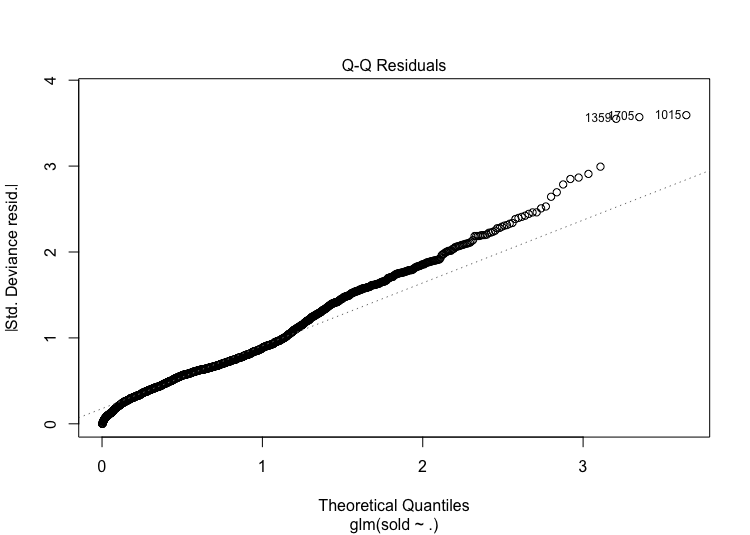 Q-Q Residuals
|Std. Deviance resid.|
4
3
2
1
0
1359 1705 1015
0 1 2 3
Theoretical Quantiles
glm(sold ~ .)